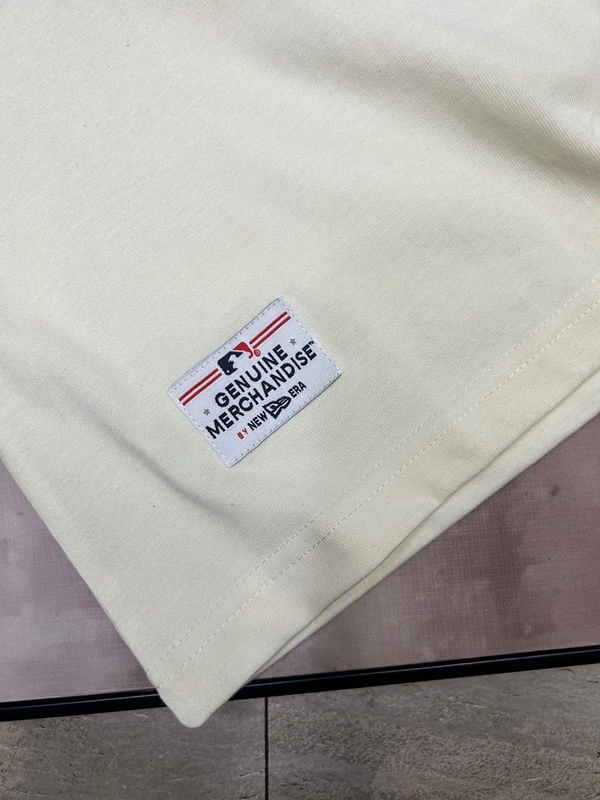 ®
GENUINE
MERCHANDISE™
BY NEW ERA